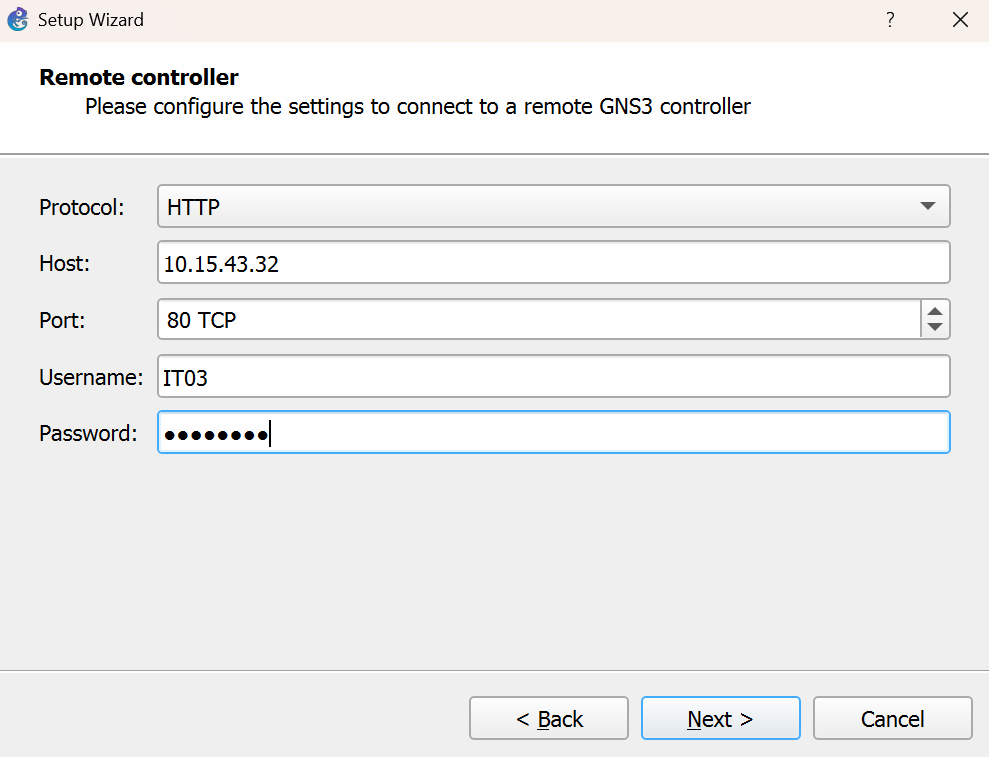 Setup Wizard ?
Remote controller
Please configure the settings to connect to a remote GNS3 controller
Protocol: HTTP
Host: 10.15.43.32
Port: 80 TCP
Username: IT03
Password: ●●●●●●●●
< Back Next > Cancel